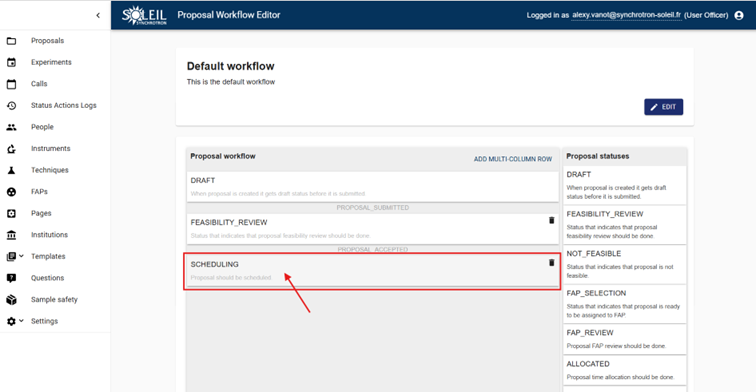 SOLEIL
SYNCHROTRON
Proposal Workflow Editor
Logged in as alexy.vanot@synchrotron-soleil.fr (User Officer)
Proposals
Experiments
Calls
Status Actions Logs
People
Instruments
Techniques
FAPs
Pages
Institutions
Templates
Questions
Sample safety
Settings
Default workflow
This is the default workflow
EDIT
Proposal workflow
ADD MULTI-COLUMN ROW
DRAFT
When proposal is created it gets draft status before it is submitted.
PROPOSAL_SUBMITTED
FEASIBILITY_REVIEW
Status that indicates that proposal feasibility review should be done.
PROPOSAL_ACCEPTED
SCHEDULING
Proposal should be scheduled.
Proposal statuses
DRAFT
When proposal is created it gets draft
status before it is submitted.
FEASIBILITY_REVIEW
Status that indicates that proposal
feasibility review should be done.
NOT_FEASIBLE
Status that indicates that proposal is not
feasible.
FAP_SELECTION
Status that indicates that proposal is ready
to be assigned to FAP.
FAP_REVIEW
Proposal FAP review should be done.
ALLOCATED
Proposal time allocation should be done.